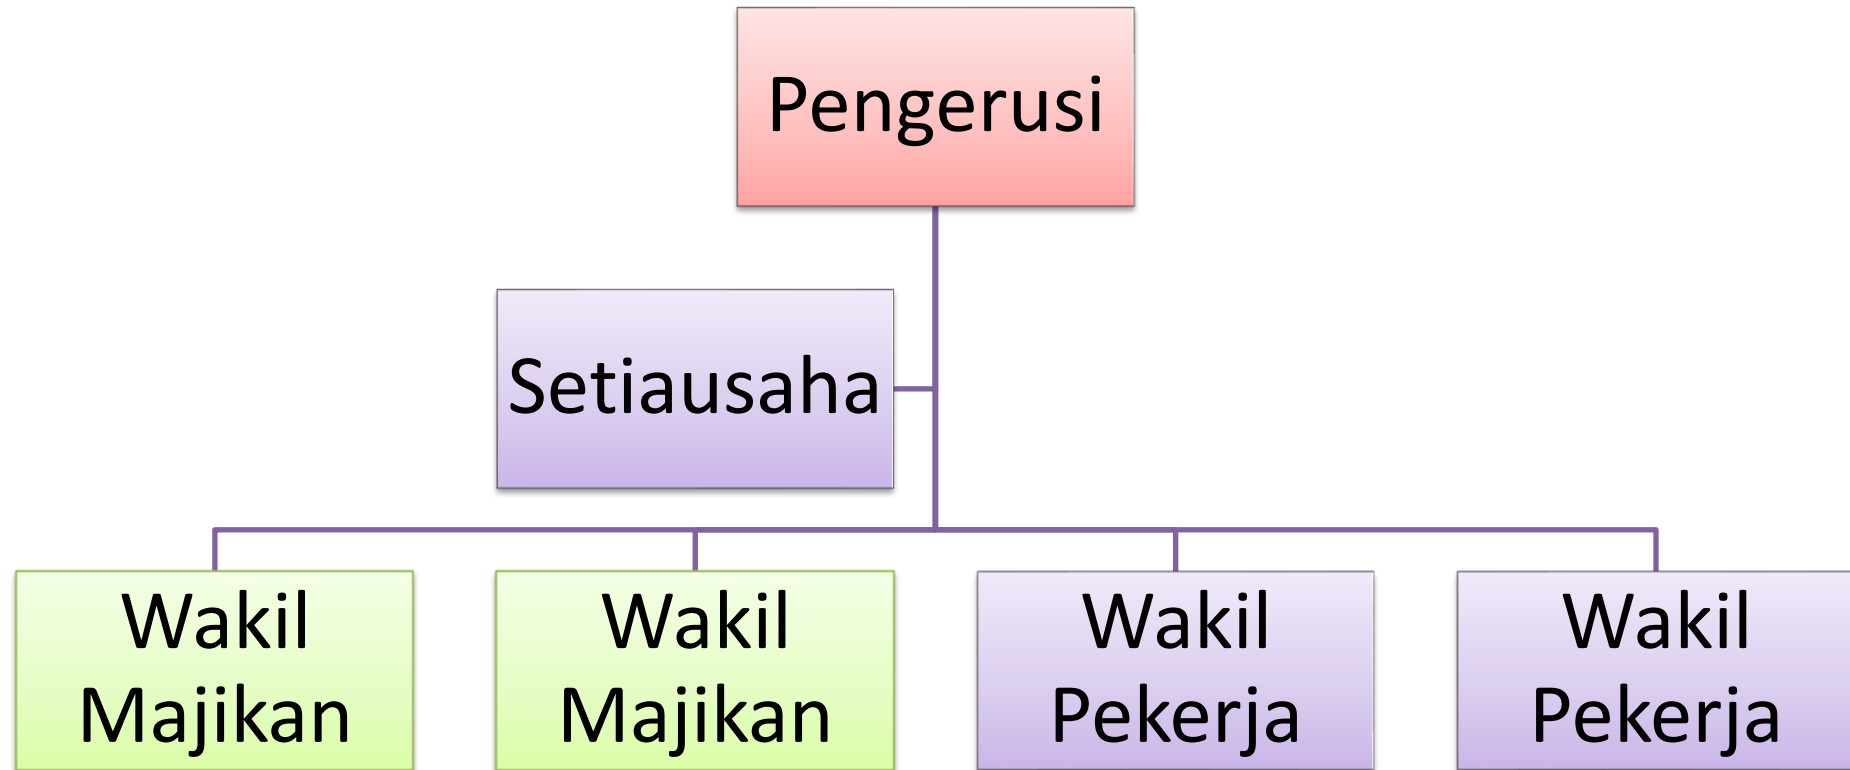 Pengerusi
Setiausaha
Wakil
Majikan
Wakil
Majikan
Wakil
Pekerja
Wakil
Pekerja